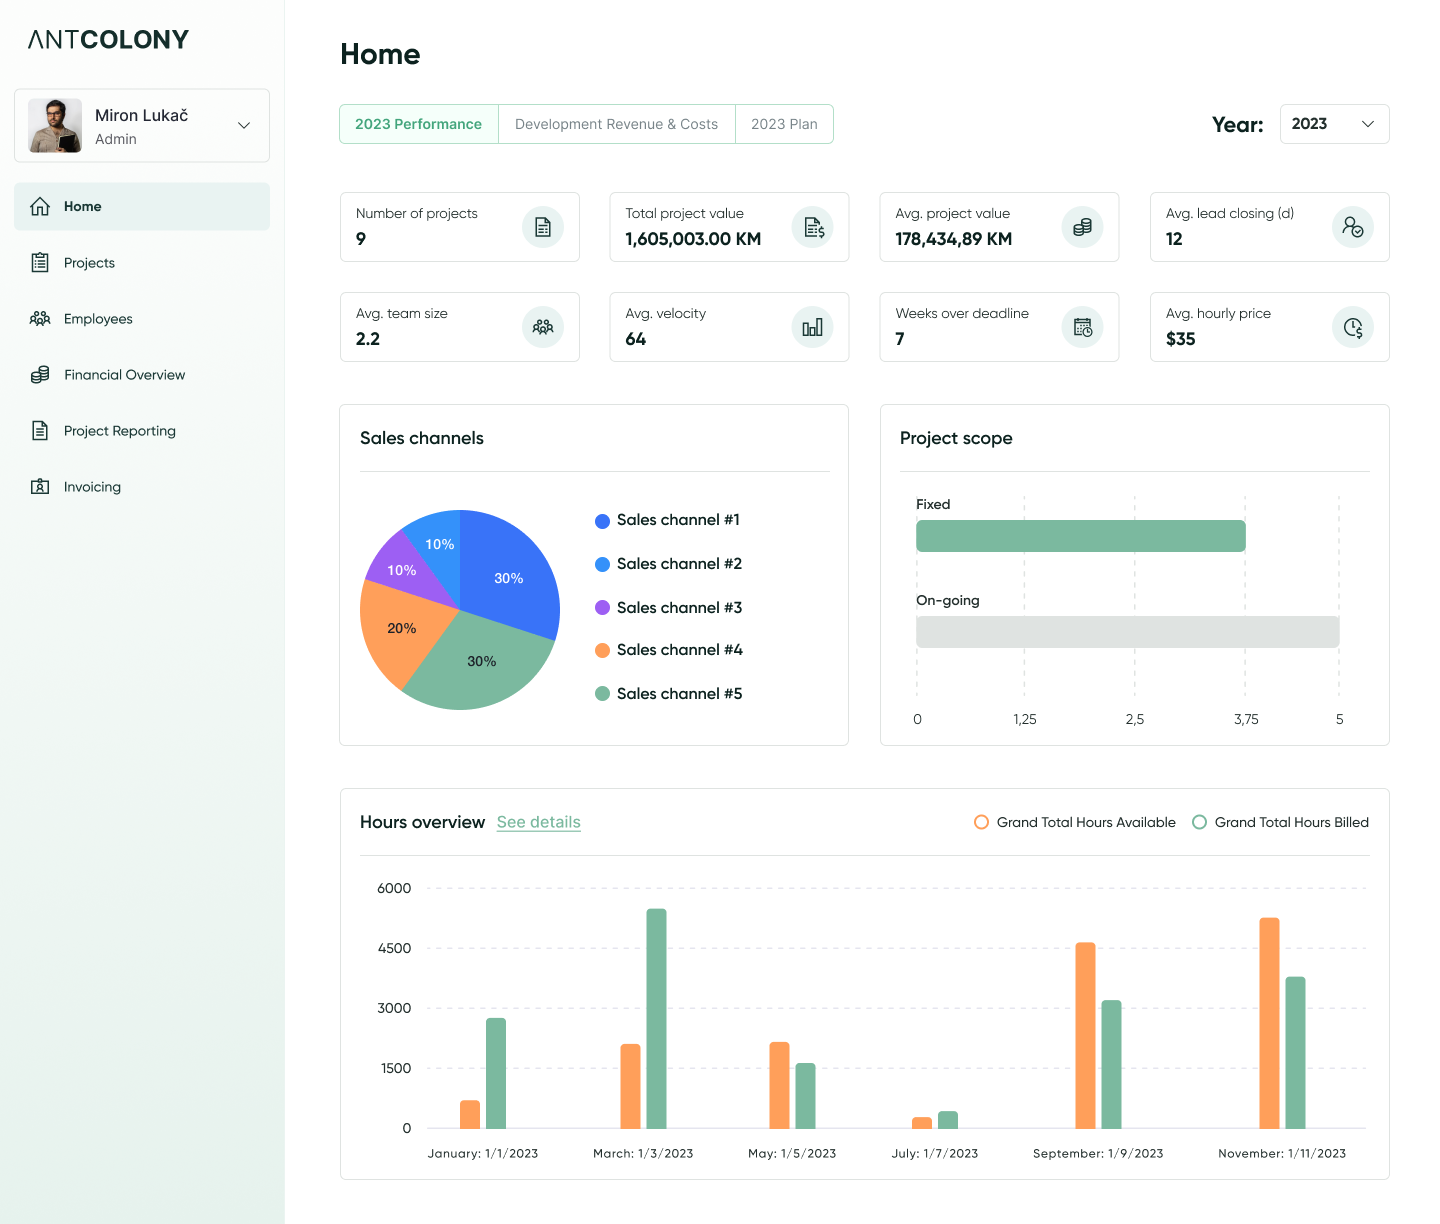 ANTCOLONY
Miron Lukač
Admin
Home
Projects
Employees
Financial Overview
Project Reporting
Invoicing
Home
2023 Performance
Development Revenue & Costs
2023 Plan
Year:
2023
Number of projects
9
Total project value
1,605,003.00 KM
Avg. project value
178,434,89 KM
Avg. lead closing (d)
12
Avg. team size
2.2
Avg. velocity
64
Weeks over deadline
7
Avg. hourly price
$35
Sales channels
10%
10%
30%
20%
30%
Sales channel #1
Sales channel #2
Sales channel #3
Sales channel #4
Sales channel #5
Project scope
Fixed
On-going
0 1,25 2,5 3,75 5
Hours overview See details
Grand Total Hours Available
Grand Total Hours Billed
6000
4500
3000
1500
0
January: 1/1/2023 March: 1/3/2023 May: 1/5/2023 July: 1/7/2023 September: 1/9/2023 November: 1/11/2023